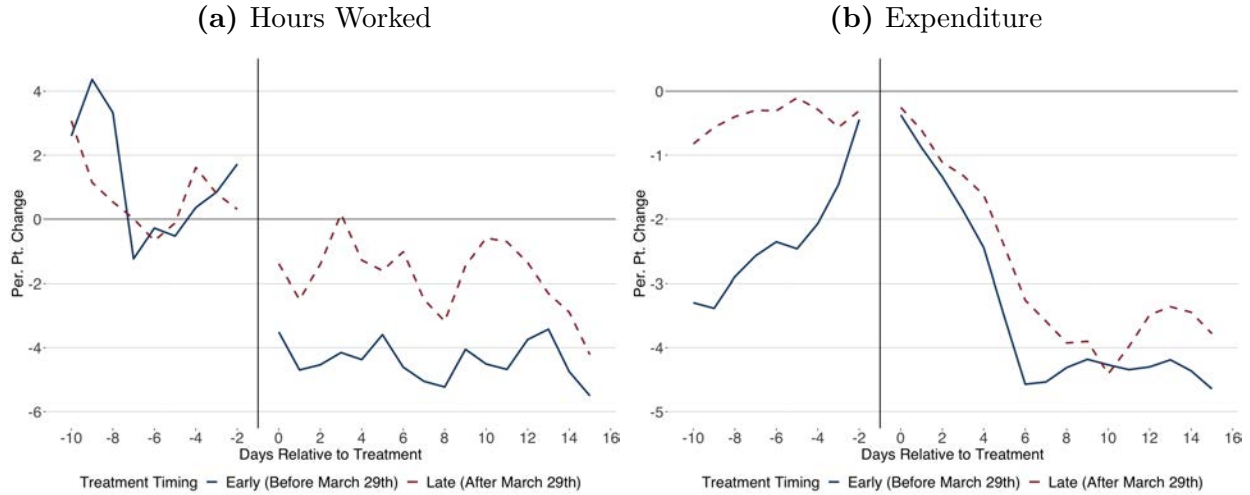 (a) Hours Worked
Per. Pt. Change
4
2
0
-2
-4
-6
-10 -8 -6 -4 -2 0 2 4 6 8 10 12 14 16
Days Relative to Treatment
Treatment Timing Early (Before March 29th) Late (After March 29th)
(b) Expenditure
Per. Pt. Change
0
-1
-2
-3
-4
-5
-10 -8 -6 -4 -2 0 2 4 6 8 10 12 14 16
Days Relative to Treatment
Treatment Timing Early (Before March 29th) Late (After March 29th)